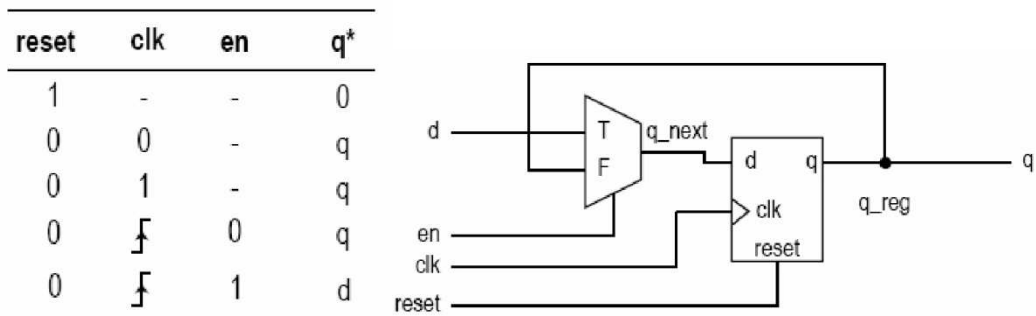 reset clk en q*
1 - - 0
0 0 - q
0 1 - q
0 0 q
0 1 d
d
T
q_next
F
d
q
q
clk
q_reg
en
reset
clk
reset